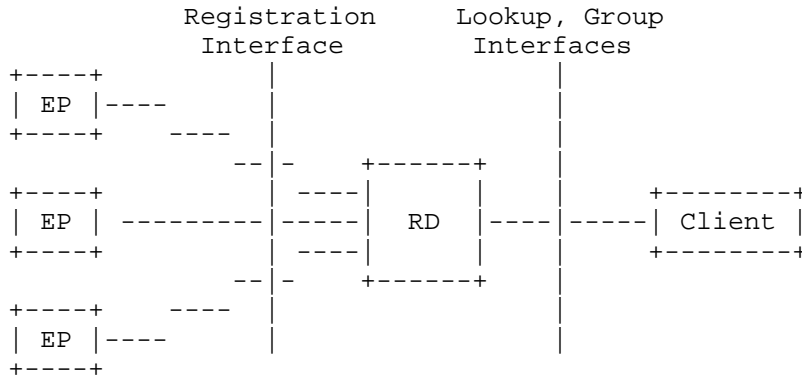 Registration Lookup, Group
Interface Interfaces
EP
EP RD Client
EP